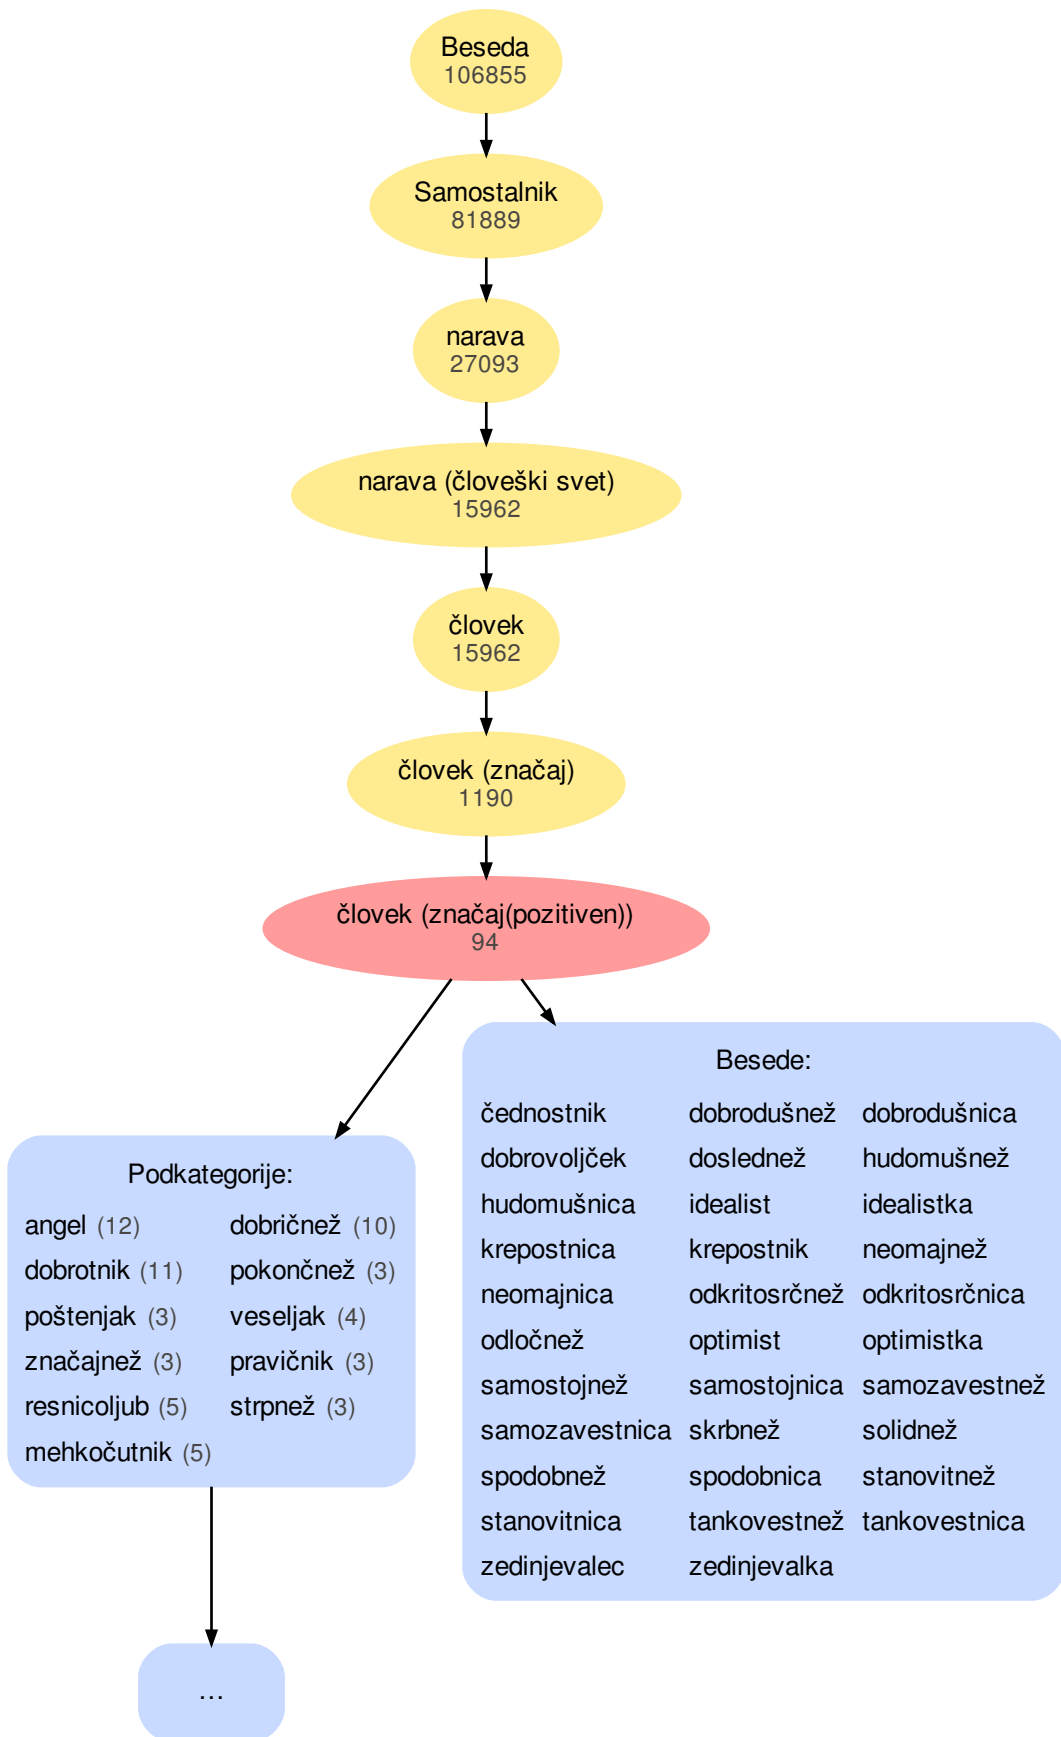 Beseda
106855
Samostalnik
81889
narava
27093
narava (človeški svet)
15962
človek
15962
človek (značaj)
1190
človek (značaj(pozitiven))
94
Podkategorije:
angel (12) dobričnež (10)
dobrotnik (11) pokončnež (3)
poštenjak (3) veseljak (4)
značajnež (3) pravičnik (3)
resnicoljub (5) strpnež (3)
mehkočutnik (5)
Besede:
čednostnik dobrodušnež dobrodušnica
dobrovoljček doslednež hudomušnež
hudomušnica idealist idealistka
krepostnica krepostnik neomajnež
neomajnica odkritosrčnež odkritosrčnica
odločnež optimist optimistka
samostojnež samostojnica samozavestnež
samozavestnica skrbnež solidnež
spodobnež spodobnica stanovitnež
stanovitnica tankovestnež tankovestnica
zedinjevalec zedinjevalka
...